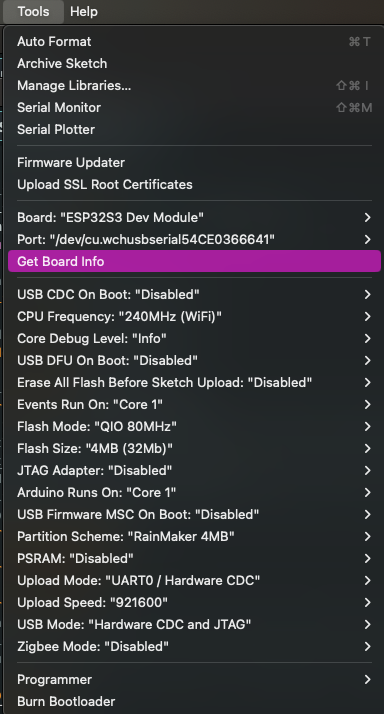 Tools Help
Auto Format ⌘ T
Archive Sketch
Manage Libraries... ⇧⌘ I
Serial Monitor ⇧⌘M
Serial Plotter
Firmware Updater
Upload SSL Root Certificates
Board: "ESP32S3 Dev Module"
Port: "/dev/cu.wchusbserial54CE0366641"
Get Board Info
USB CDC On Boot: "Disabled"
CPU Frequency: "240MHz (WiFi)"
Core Debug Level: "Info"
USB DFU On Boot: "Disabled"
Erase All Flash Before Sketch Upload: "Disabled"
Events Run On: "Core 1"
Flash Mode: "QIO 80MHz"
Flash Size: "4MB (32Mb)"
JTAG Adapter: "Disabled"
Arduino Runs On: "Core 1"
USB Firmware MSC On Boot: "Disabled"
Partition Scheme: "RainMaker 4MB"
PSRAM: "Disabled"
Upload Mode: "UART0 / Hardware CDC"
Upload Speed: "921600"
USB Mode: "Hardware CDC and JTAG"
Zigbee Mode: "Disabled"
Programmer
Burn Bootloader